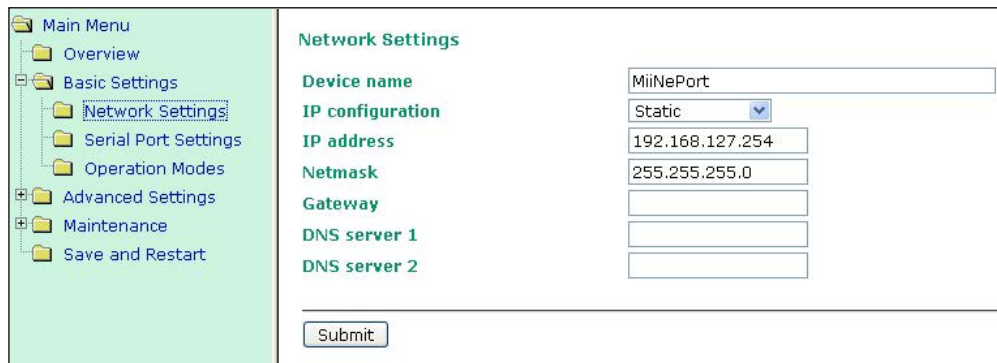 Main Menu
Overview
Basic Settings
Network Settings
Serial Port Settings
Operation Modes
Advanced Settings
Maintenance
Save and Restart
Network Settings
Device name MiiNePort
IP configuration Static
IP address 192.168.127.254
Netmask 255.255.255.0
Gateway
DNS server 1
DNS server 2
Submit